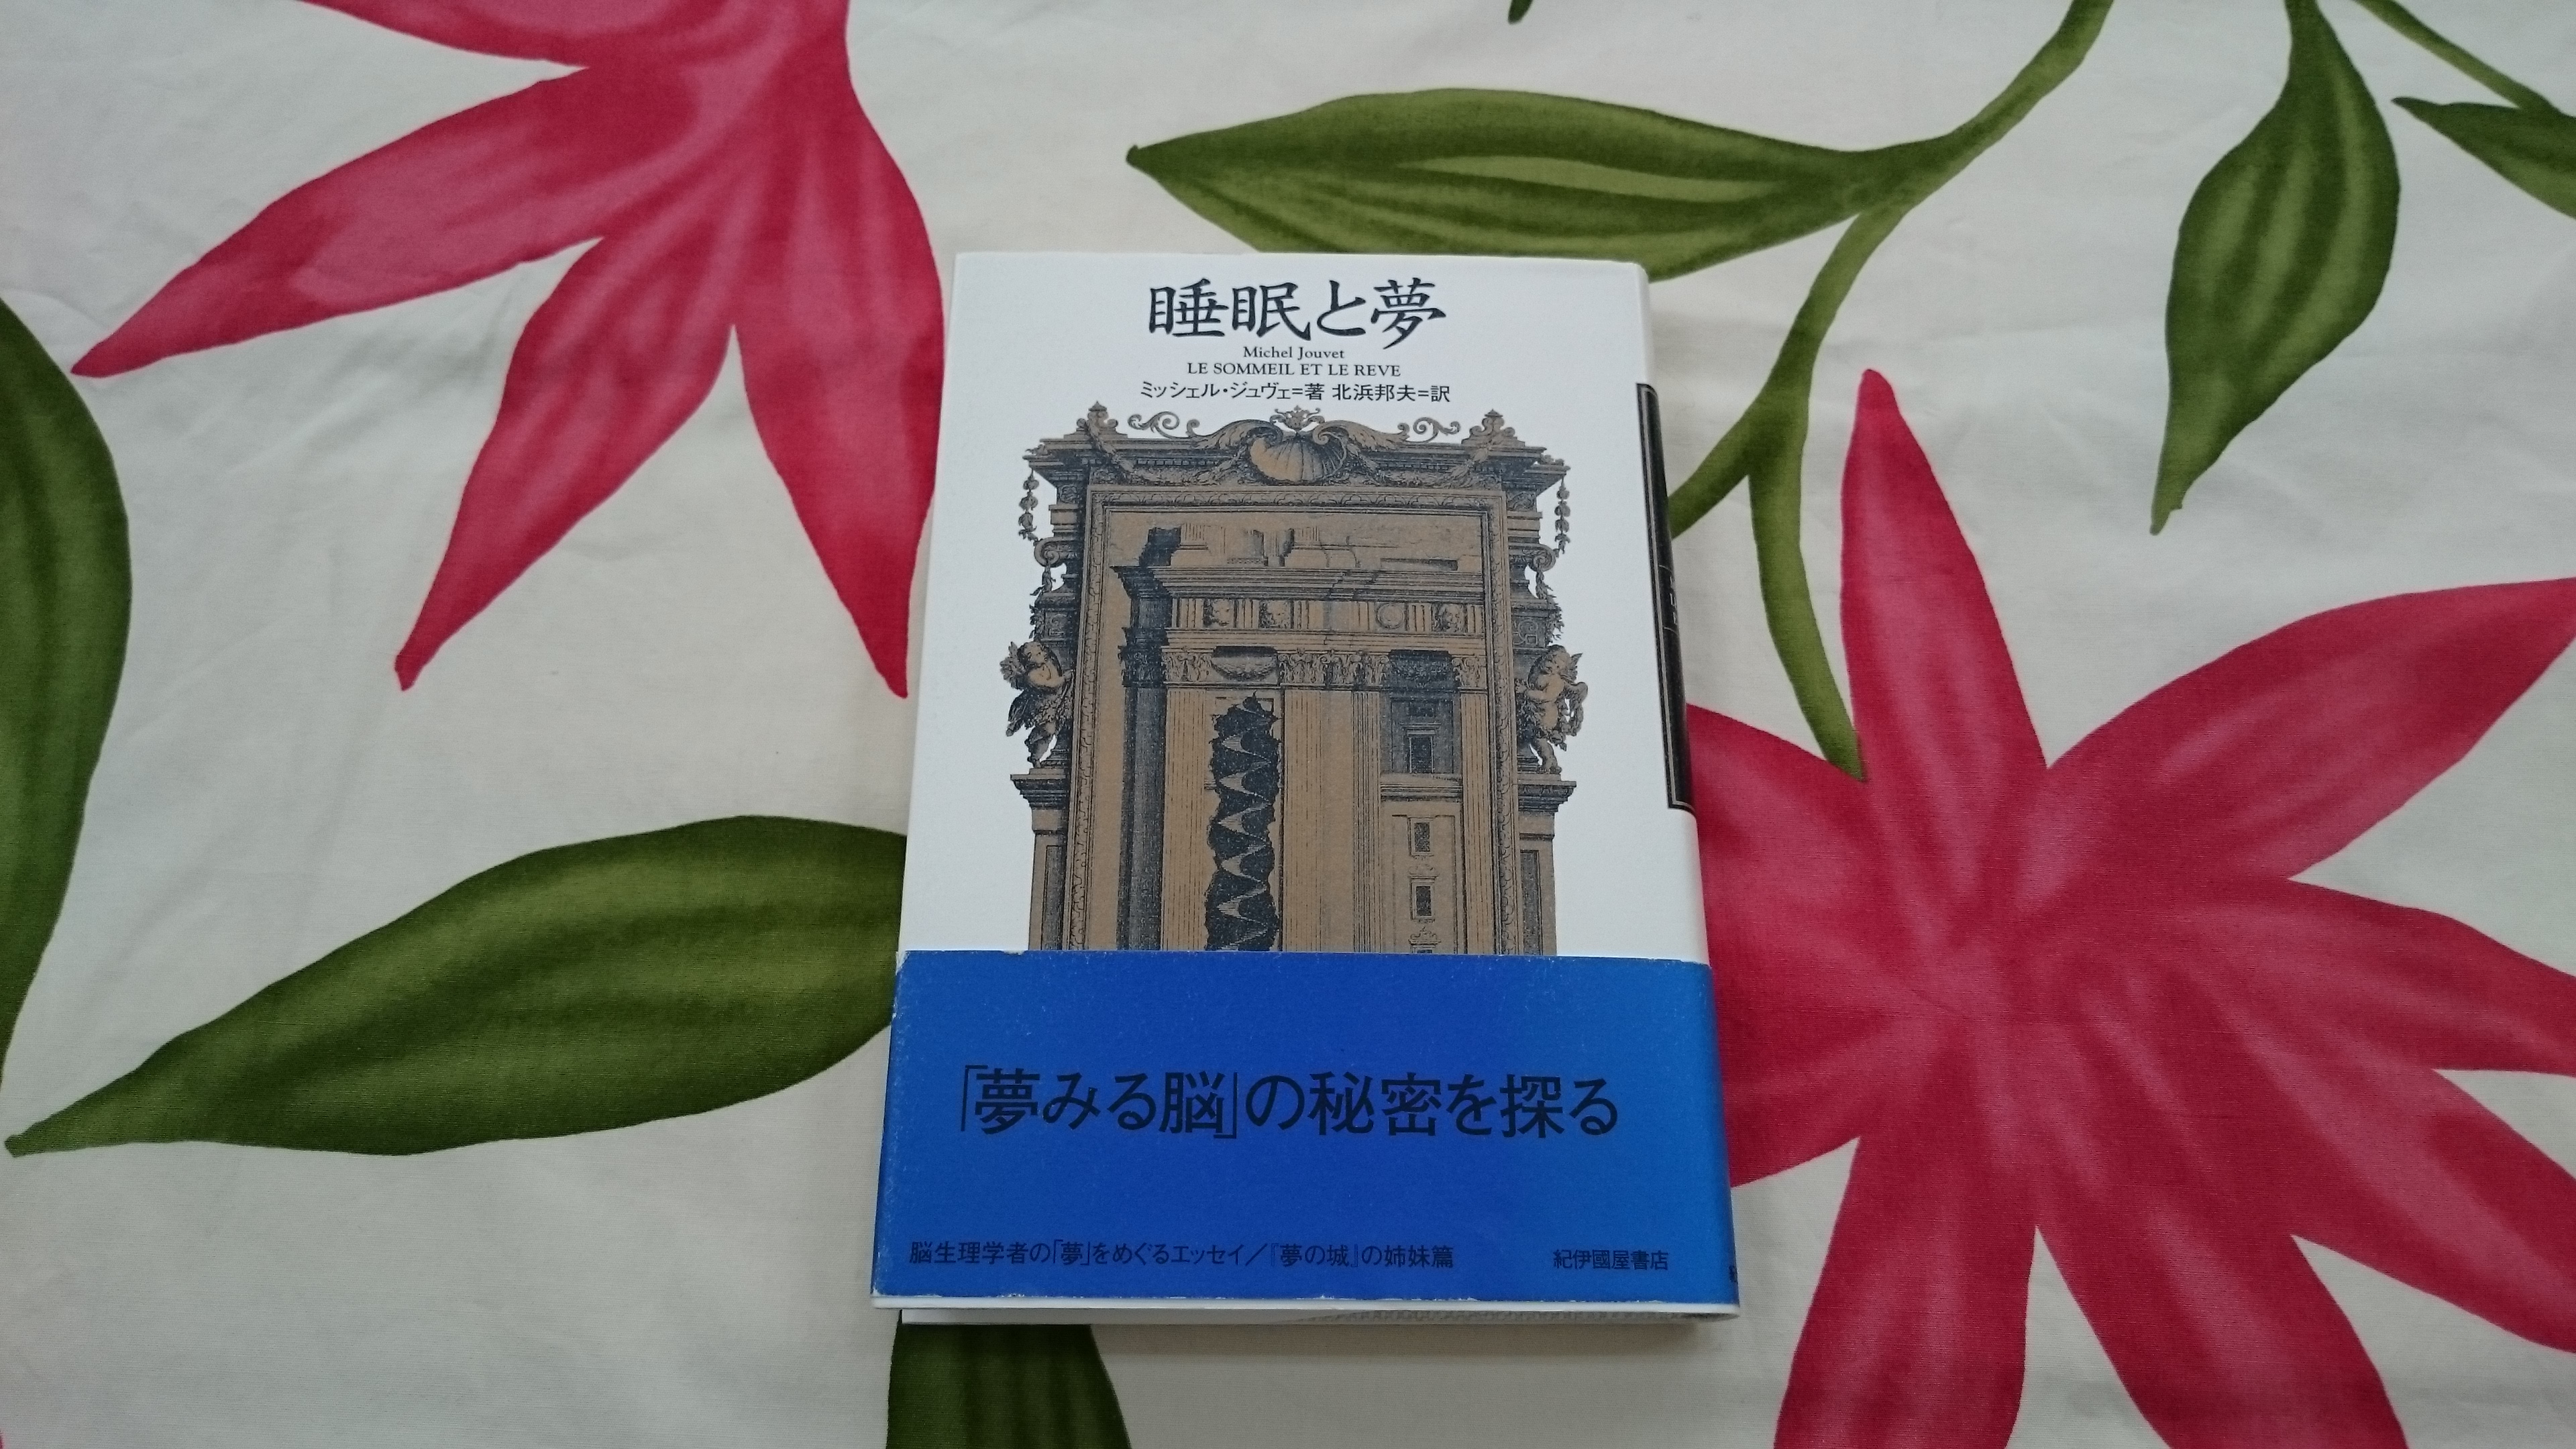 睡眠と夢
Michel Jouvet
LE SOMMEIL ET LE REVE
ミッシェル・ジュヴェ=著 北浜邦夫=訳
「夢みる脳」の秘密を探る
脳生理学者の「夢」をめぐるエッセイ／『夢の城』の姉妹篇
紀伊國屋書店